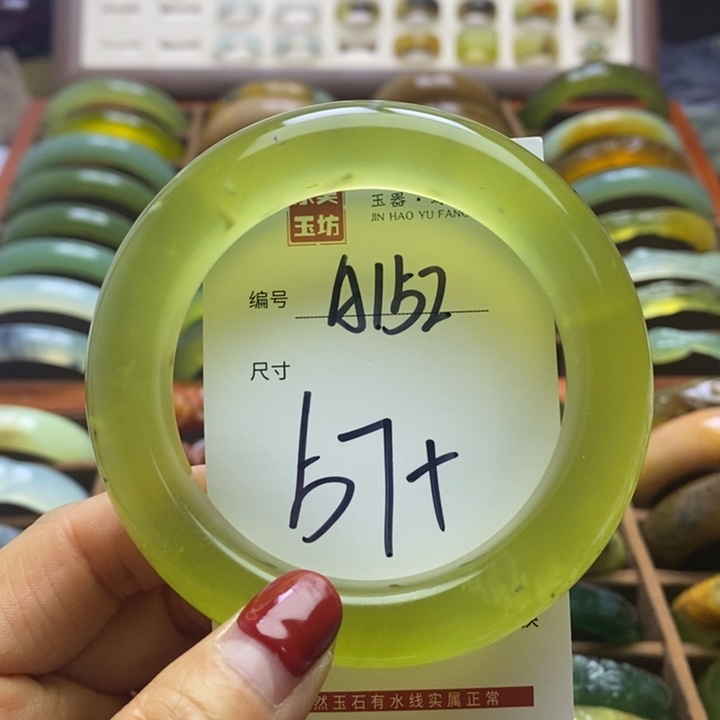 玉坊
玉器·
JIN HAO YU FANG
编号 A152
尺寸
57+
然玉石有水线实属正常